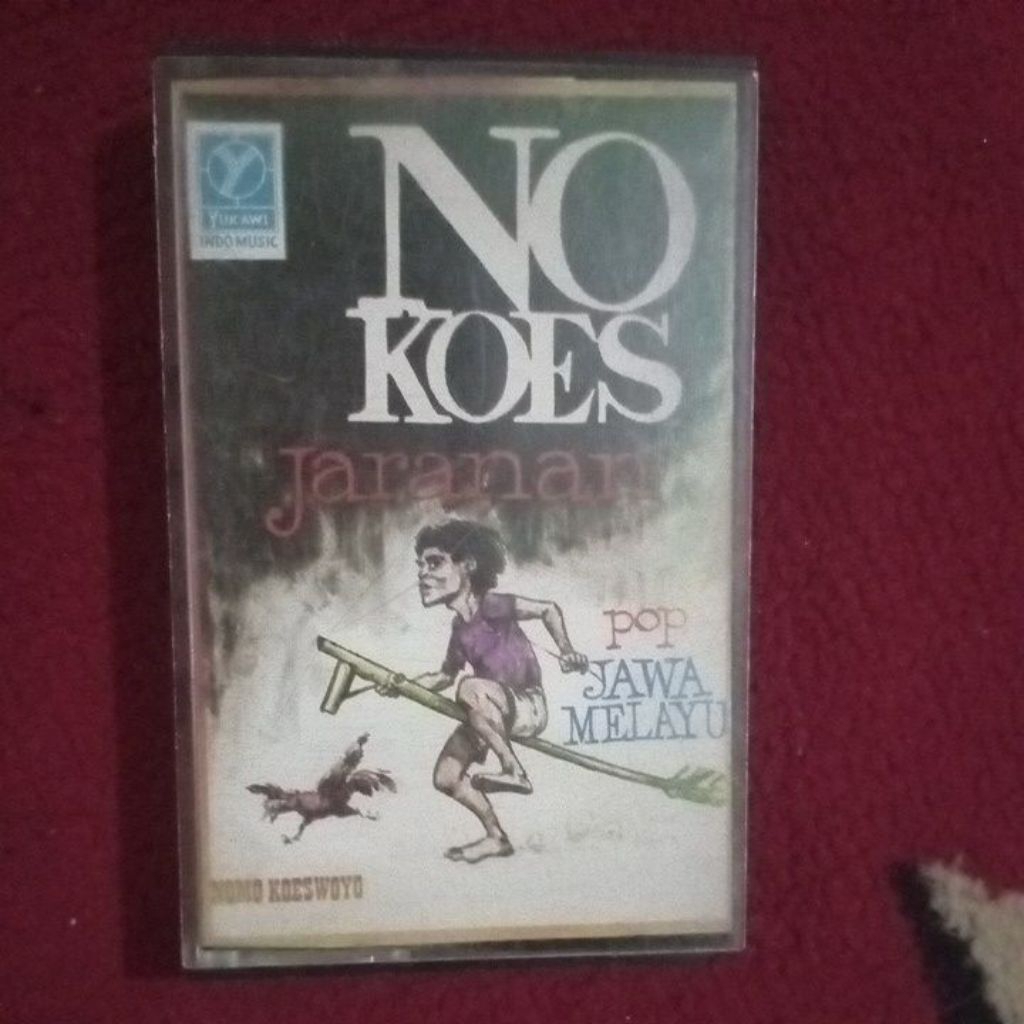 Y
YUKAWI
INDO MUSIC
NO
KOES
Jaranan
pop
JAWA
MELAYU
NOMO KOESWOYO